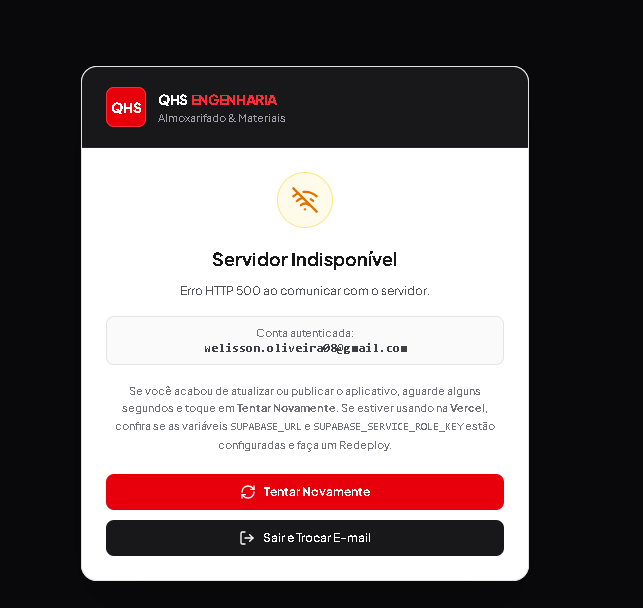 QHS
QHS ENGENHARIA
Almoxarifado & Materiais
Servidor Indisponível
Erro HTTP 500 ao comunicar com o servidor.
Conta autenticada:
welisson.oliveira08@gmail.com
Se você acabou de atualizar ou publicar o aplicativo, aguarde alguns
segundos e toque em Tentar Novamente. Se estiver usando na Vercel,
confira se as variáveis SUPABASE_URL e SUPABASE_SERVICE_ROLE_KEY estão
configuradas e faça um Redeploy.
Tentar Novamente
Sair e Trocar E-mail